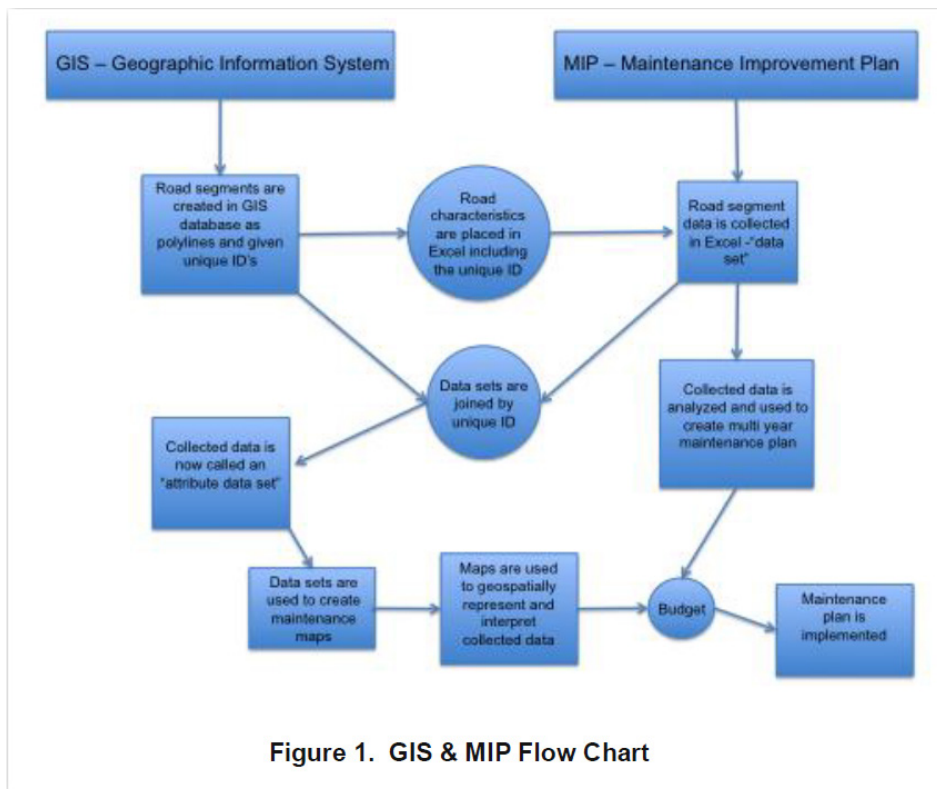 GIS – Geographic Information System
MIP – Maintenance Improvement Plan
Road segments are
created in GIS
database as
polylines and given
unique ID's
Road
characteristics
are placed in
Excel including
the unique ID
Road segment
data is collected
in Excel -"data
set"
Data sets are
joined by
unique ID
Collected data is
analyzed and used to
create multi year
maintenance plan
Collected data is
now called an
"attribute data set"
Data sets are
used to create
maintenance
maps
Maps are used
to geospatially
represent and
interpret
collected data
Budget
Maintenance
plan is
implemented
Figure 1. GIS & MIP Flow Chart